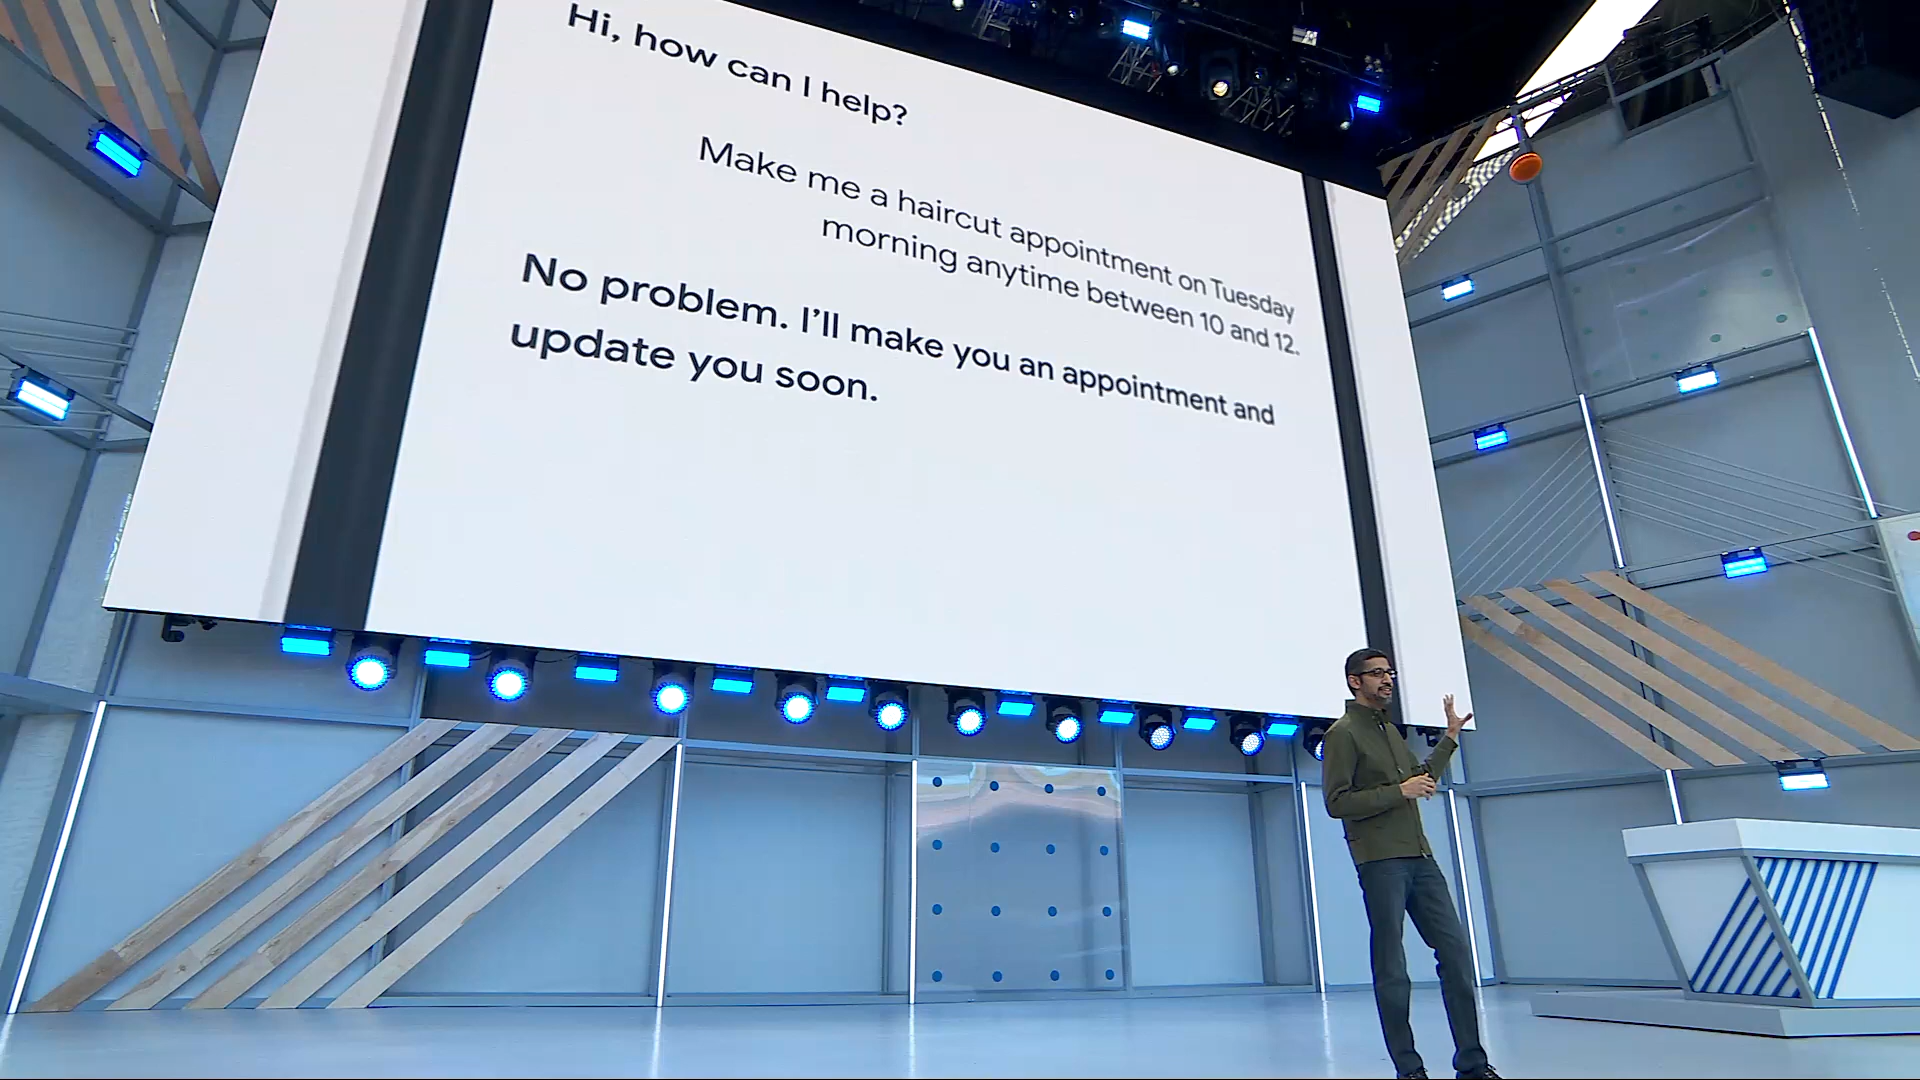 Hi, how can I help?
Make me a haircut appointment on Tuesday
morning anytime between 10 and 12.
No problem. I'll make you an appointment and
update you soon.